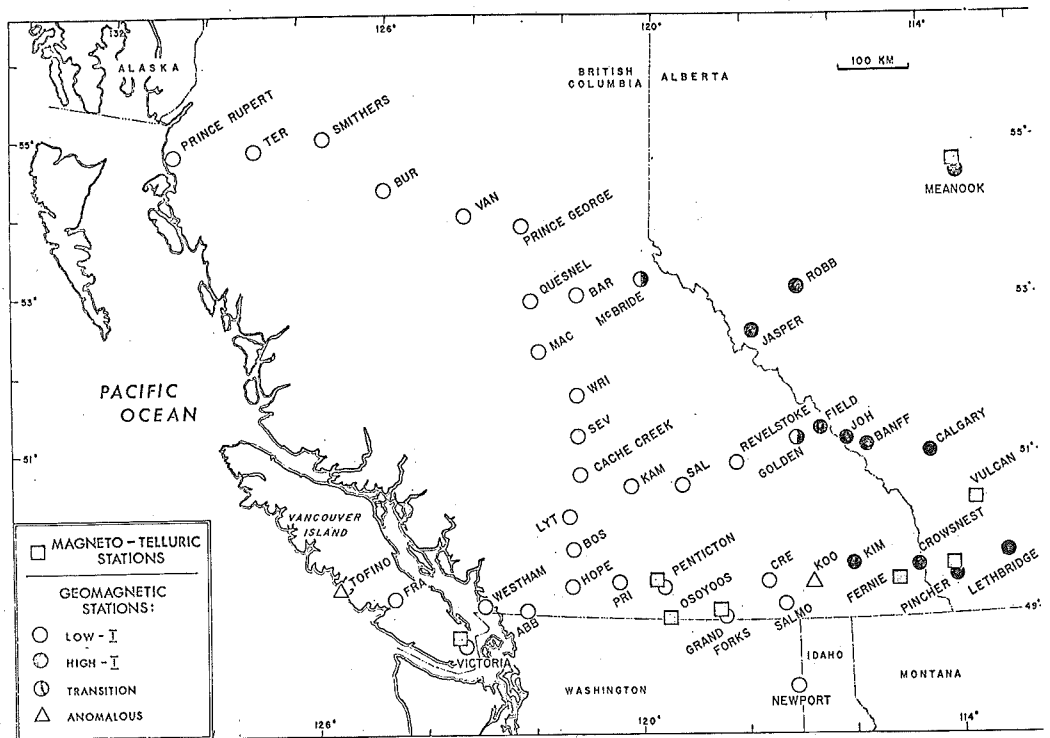 126°
120°
114°
132
ALASKA
BRITISH COLUMBIA
ALBERTA
100 KM
PRINCE RUPERT
TER
SMITHERS
55°
55°
BUR
VAN
PRINCE GEORGE
MEANOOK
QUESNEL
BAR
McBRIDE
ROBB
53°
53°
MAC
JASPER
PACIFIC
OCEAN
WRI
SEV
CACHE CREEK
KAM
SAL
REVELSTOKE
GOLDEN
FIELD
JOH
BANFF
CALGARY
51°
51°
VULCAN
LYT
BOS
VANCOUVER
ISLAND
TOFINO
FRA
WESTHAM
ABB
HOPE
PRI
PENTICTON
OSOYOOS
GRAND
FORKS
CRE
SALMO
KOO
KIM
FERNIE
CROWSNEST
PINCHER
LETHBRIDGE
49°
VICTORIA
WASHINGTON
IDAHO
MONTANA
NEWPORT
126°
120°
114°
MAGNETO-TELLURIC
STATIONS
GEOMAGNETIC
STATIONS:
LOW-I
HIGH-I
TRANSITION
ANOMALOUS